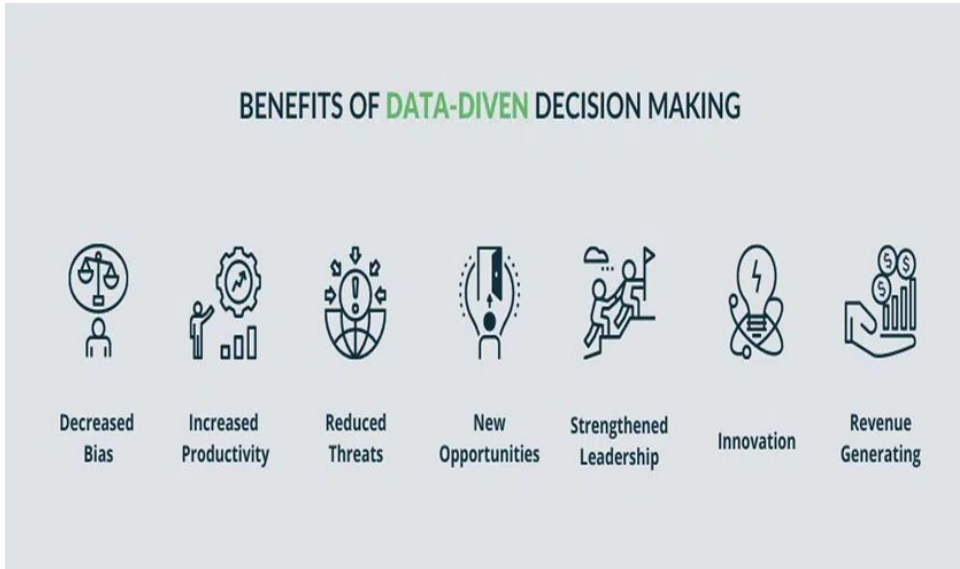 BENEFITS OF DATA-DIVEN DECISION MAKING
Decreased
Bias
Increased
Productivity
Reduced
Threats
New
Opportunities
Strengthened
Leadership
Innovation
Revenue
Generating